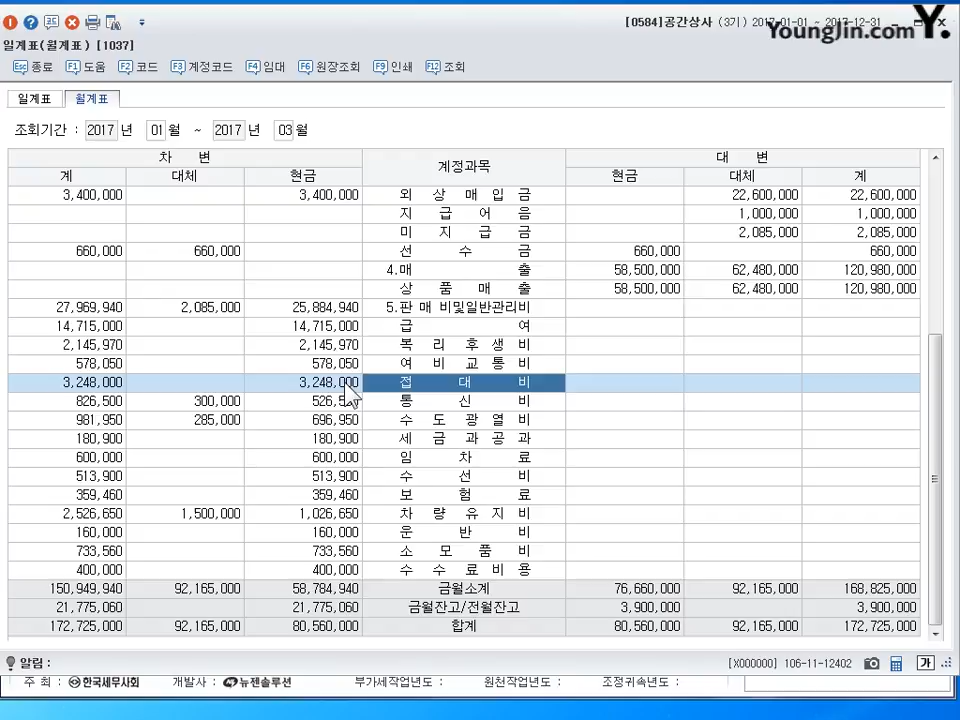 [0584]공간상사 (3기) 2017-01-01 ~ 2017-12-31
YoungJin.com Y.
일계표(월계표) [1037]
Esc종료 F1도움 F2코드 F3계정코드 F4임대 F6원장조회 F9인쇄 F12조회
일계표 월계표
조회기간 : 2017 년 01 월 ~ 2017 년 03 월
차 변 계정과목 대 변
계 대체 현금 현금 대체 계
3,400,000 3,400,000 외 상 매 입 금 22,600,000 22,600,000
지 급 어 음 1,000,000 1,000,000
미 지 급 금 2,085,000 2,085,000
660,000 660,000 선 수 금 660,000 660,000
4.매 출 58,500,000 62,480,000 120,980,000
상 품 매 출 58,500,000 62,480,000 120,980,000
27,969,940 2,085,000 25,884,940 5.판 매 비및일반관리비
14,715,000 14,715,000 급 여
2,145,970 2,145,970 복 리 후 생 비
578,050 578,050 여 비 교 통 비
3,248,000 3,248,000 접 대 비
826,500 300,000 통 신 비
981,950 285,000 696,950 수 도 광 열 비
180,900 180,900 세 금 과 공 과
600,000 600,000 임 차 료
513,900 513,900 수 선 비
359,460 359,460 보 험 료
2,526,650 1,500,000 1,026,650 차 량 유 지 비
160,000 160,000 운 반 비
733,560 733,560 소 모 품 비
400,000 400,000 수 수 료 비 용
150,949,940 92,165,000 58,784,940 금월소계 76,660,000 92,165,000 168,825,000
21,775,060 21,775,060 금월잔고/전월잔고 3,900,000 3,900,000
172,725,000 92,165,000 80,560,000 합계 80,560,000 92,165,000 172,725,000
알림 : [X000000] 106-11-12402 가
주 회 : 한국세무사회 개발사 : 뉴젠솔루션 부가세작업년도 : 원천작업년도 : 조정귀속년도 :